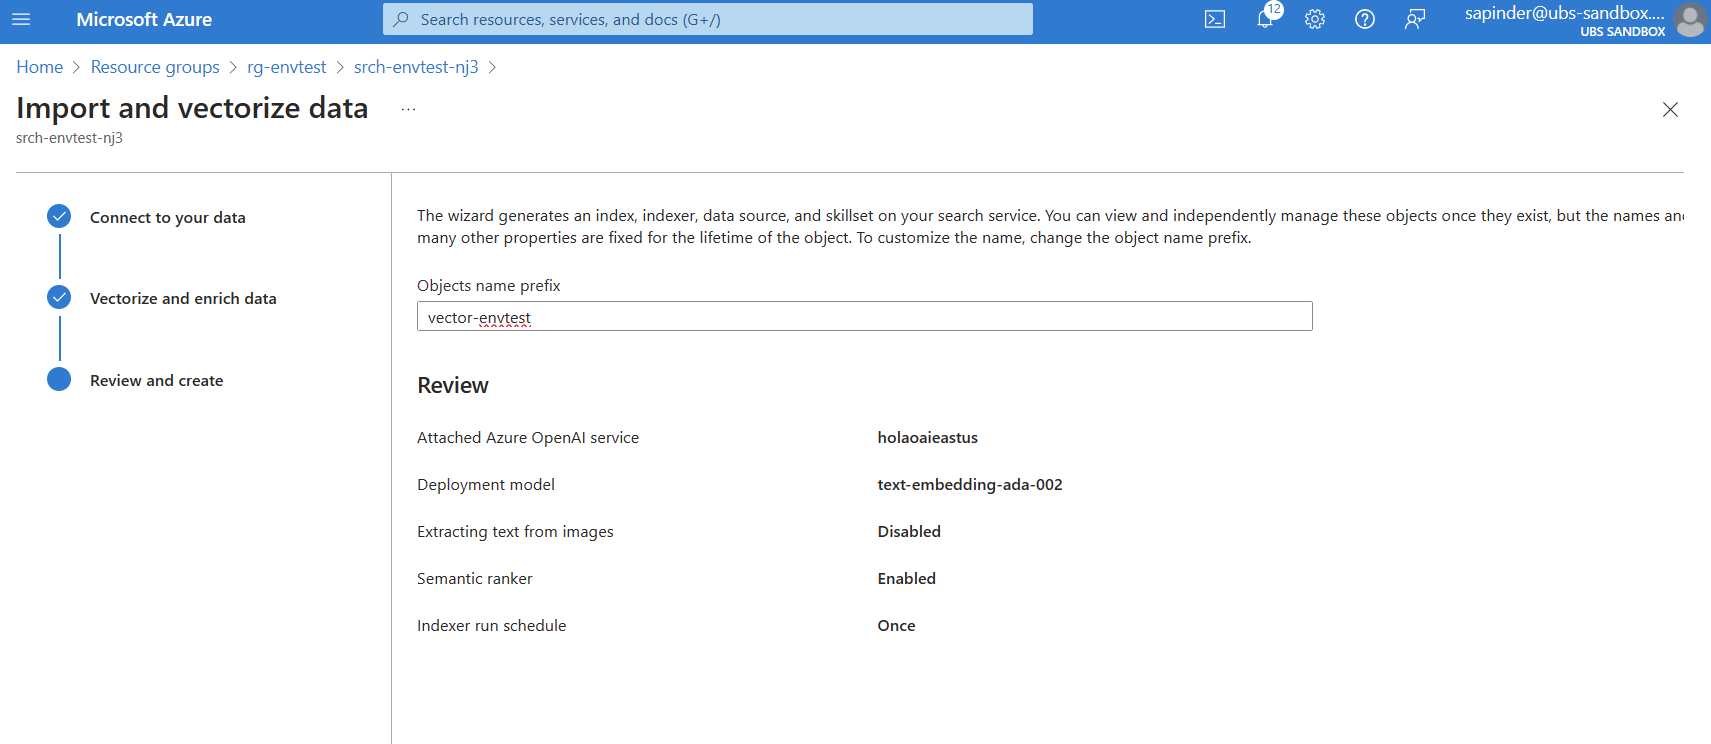 Microsoft Azure
Search resources, services, and docs (G+/)
12
sapinder@ubs-sandbox....
UBS SANDBOX
Home > Resource groups > rg-envtest > srch-envtest-nj3 >
Import and vectorize data ...
srch-envtest-nj3
Connect to your data
Vectorize and enrich data
Review and create
The wizard generates an index, indexer, data source, and skillset on your search service. You can view and independently manage these objects once they exist, but the names an
many other properties are fixed for the lifetime of the object. To customize the name, change the object name prefix.
Objects name prefix
vector-envtest
Review
Attached Azure OpenAI service holaoaieastus
Deployment model text-embedding-ada-002
Extracting text from images Disabled
Semantic ranker Enabled
Indexer run schedule Once